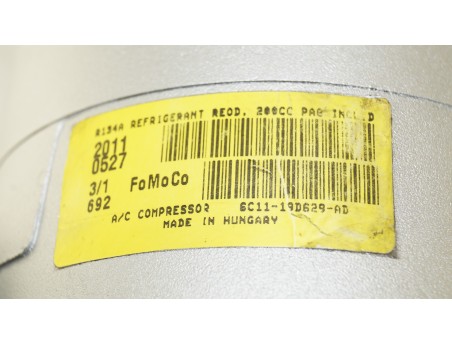 R134A REFRIGERANT REQD. 200CC PAG INCL.D
2011
0527
3/1 FoMoCo
692
A/C COMPRESSOR 6C11-19D629-AD
MADE IN HUNGARY